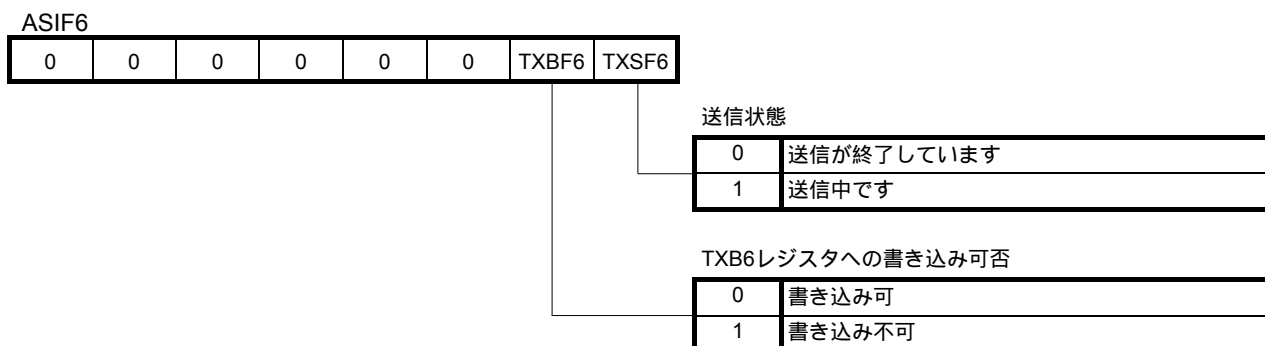 ASIF6
0 0 0 0 0 0 TXBF6 TXSF6
送信状態
0 送信が終了しています
1 送信中です
TXB6レジスタへの書き込み可否
0 書き込み可
1 書き込み不可